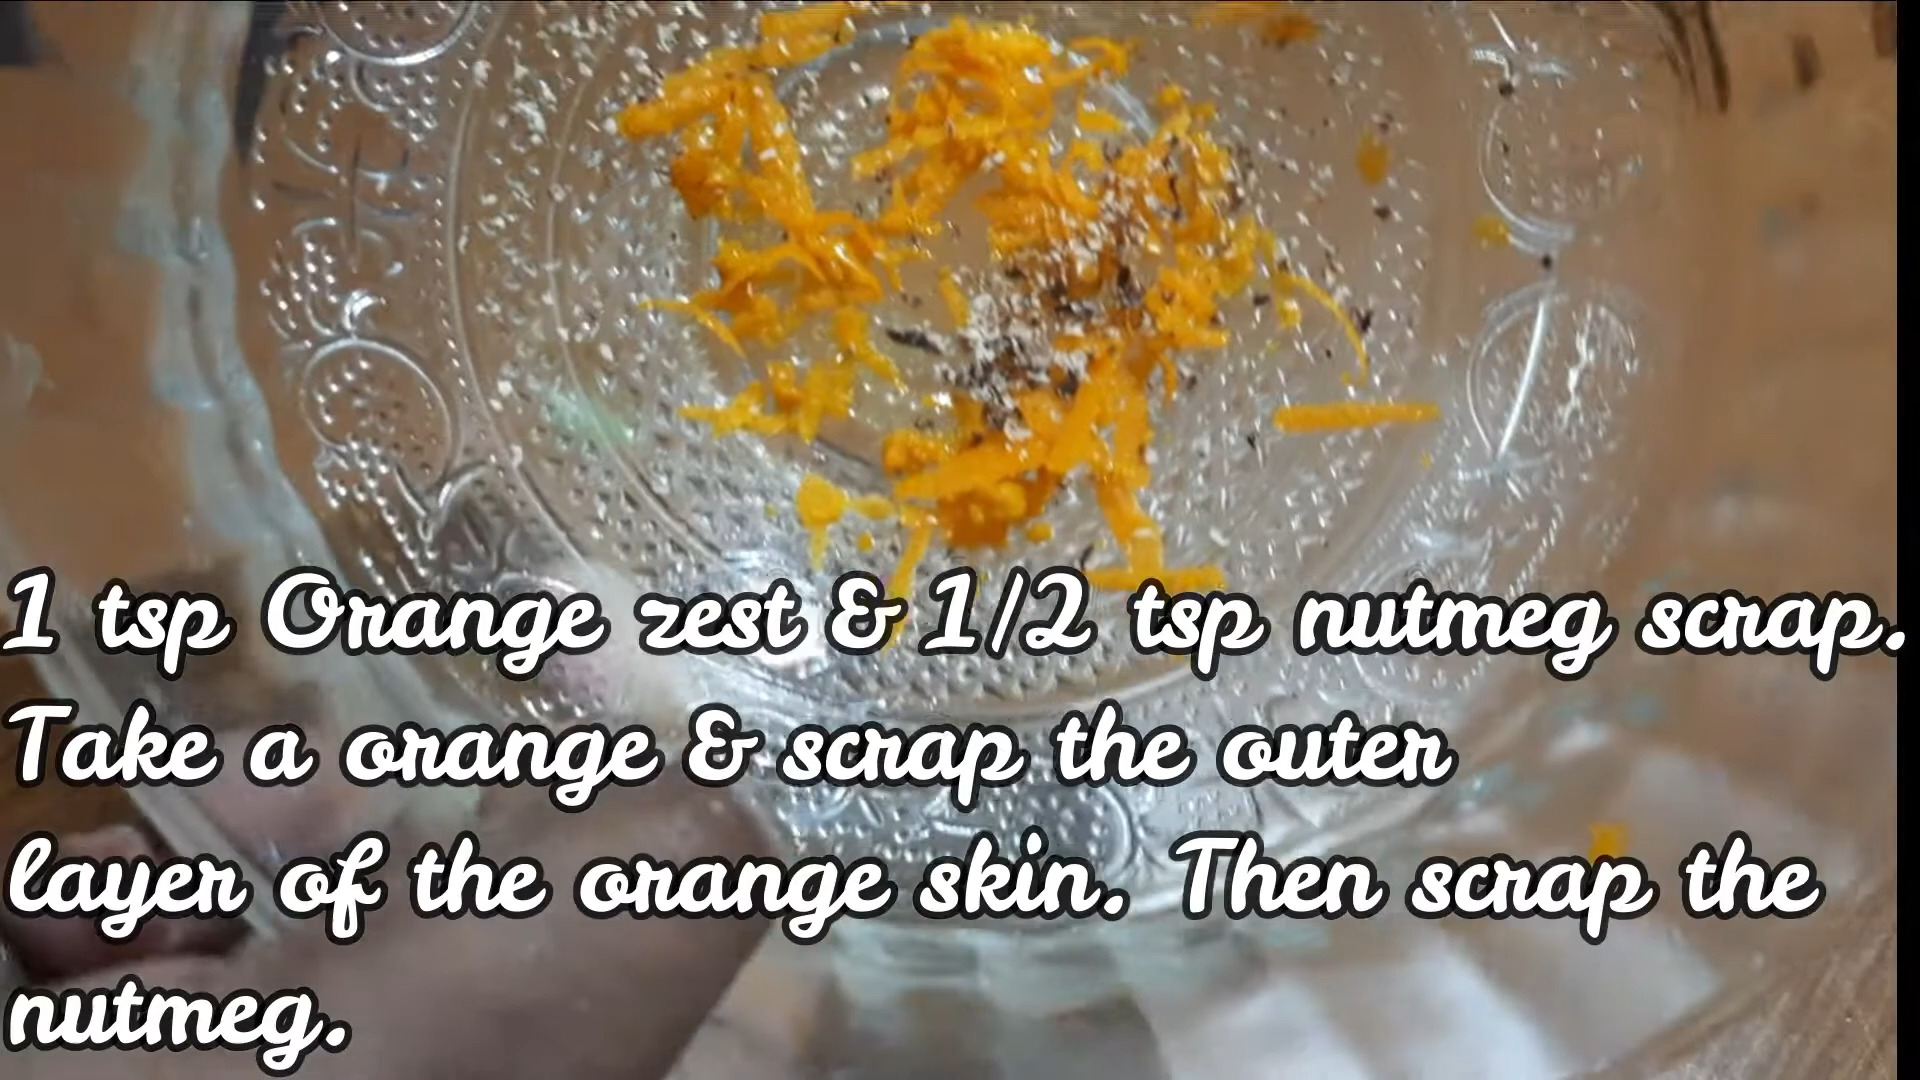 1 tsp Orange zest & 1/2 tsp nutmeg scrap.
Take a orange & scrap the outer
layer of the orange skin. Then scrap the
nutmeg.